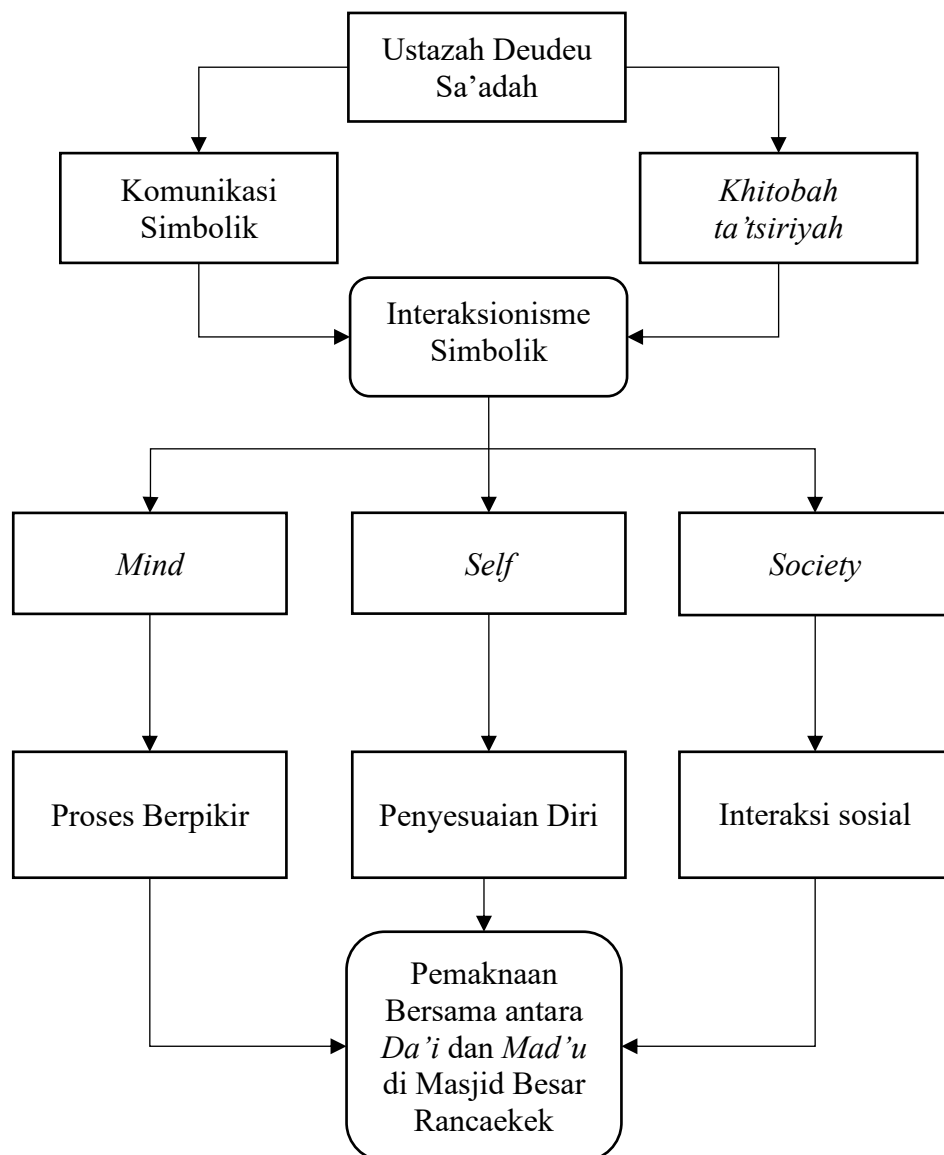 Ustazah Deudeu
Sa’adah
Komunikasi
Simbolik
Khitobah
ta’tsiriyah
Interaksionisme
Simbolik
Mind
Self
Society
Proses Berpikir
Penyesuaian Diri
Interaksi sosial
Pemaknaan
Bersama antara
Da’i dan Mad’u
di Masjid Besar
Rancaekek